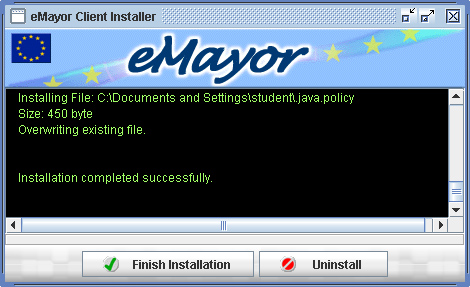 eMayor Client Installer
eMayor
Installing File: C:\Documents and Settings\student\.java.policy
Size: 450 byte
Overwriting existing file.
Installation completed successfully.
Finish Installation
Uninstall